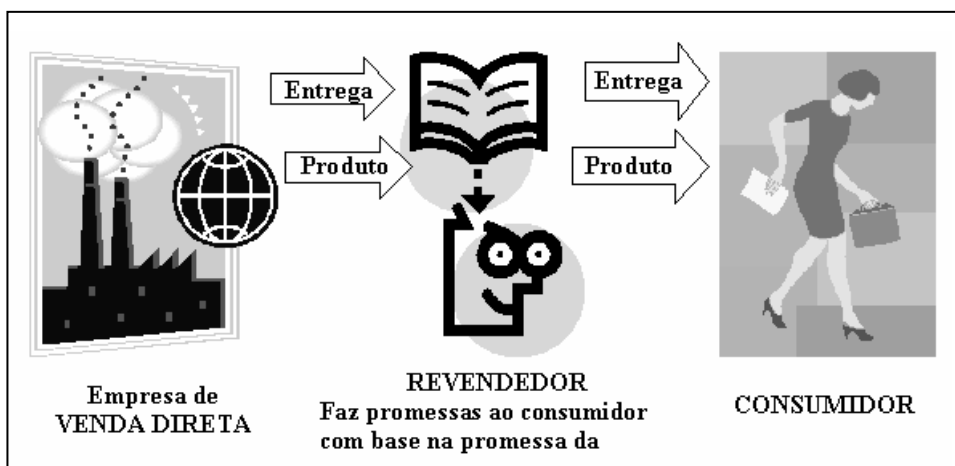 Entrega
Produto
Entrega
Produto
Empresa de
VENDA DIRETA
REVENDEDOR
Faz promessas ao consumidor
com base na promessa da
CONSUMIDOR